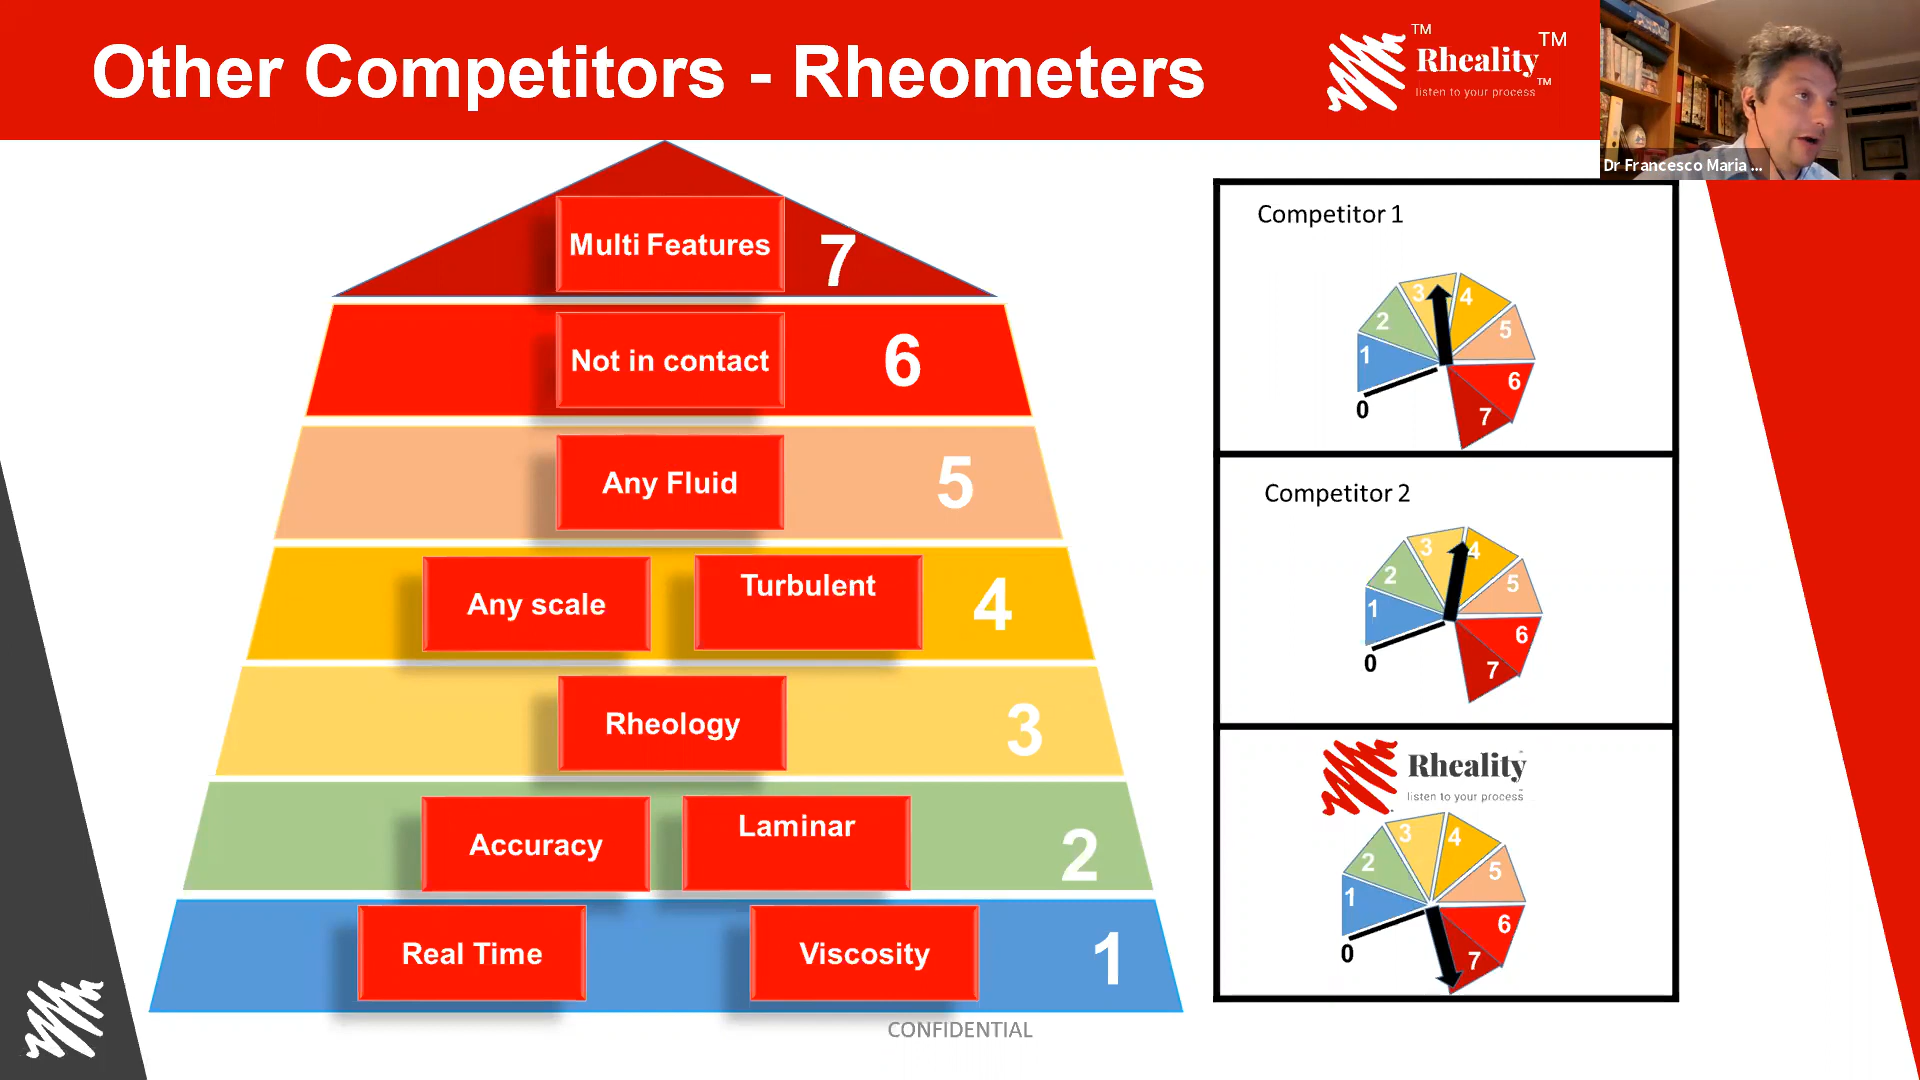 Other Competitors - Rheometers
TM
Rheality TM
listen to your process TM
Dr Francesco Maria ...
Multi Features
7
Not in contact
6
Any Fluid
5
Any scale
Turbulent
4
Rheology
3
Accuracy
Laminar
2
Real Time
Viscosity
1
CONFIDENTIAL
Competitor 1
0
1
2
3
4
5
6
7
Competitor 2
0
1
2
3
4
5
6
7
Rheality
listen to your process
0
1
2
3
4
5
6
7